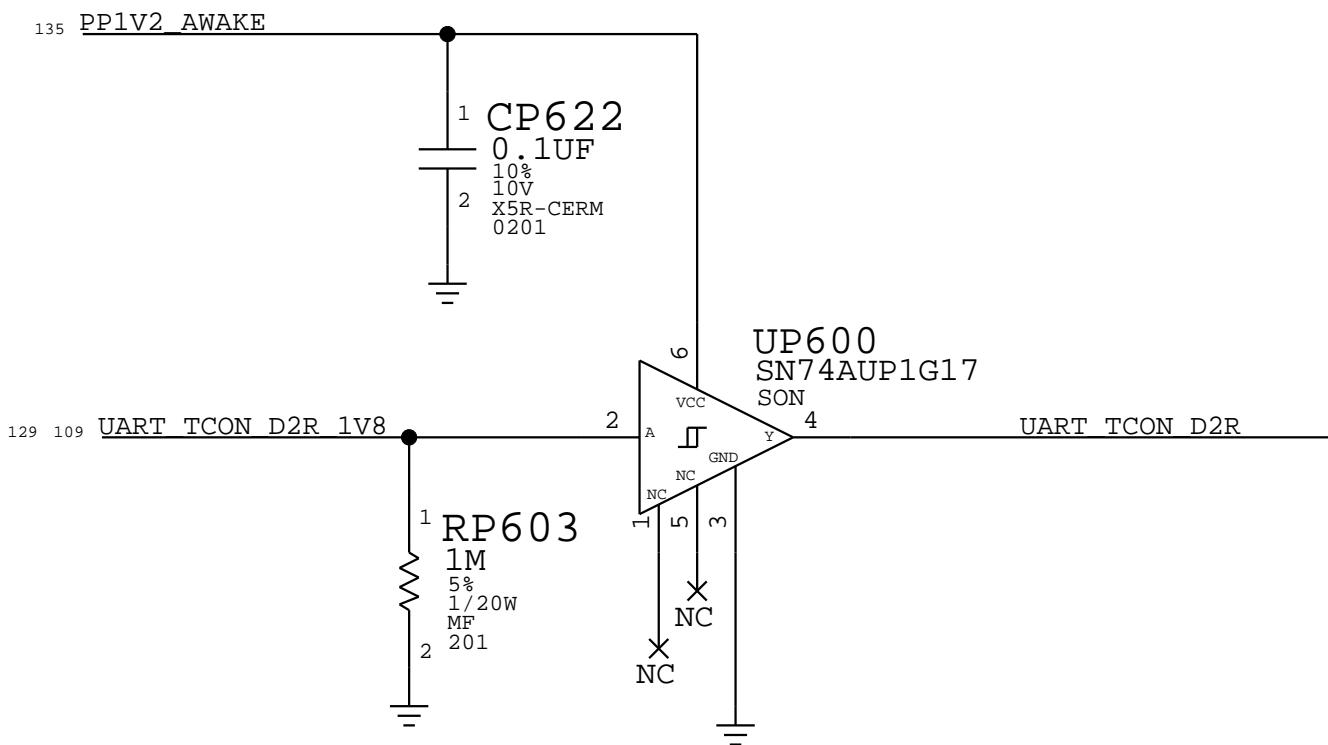 135 PP1V2_AWAKE
1 CP622
0.1UF
10%
10V
2 X5R-CERM
0201
6 UP600
SN74AUP1G17
SON
VCC
129 109 UART_TCON_D2R_1V8 2 A Y 4 UART_TCON_D2R
GND
NC
NC
1 5 3
1 RP603
1M
5%
1/20W
MF
2 201
NC
NC